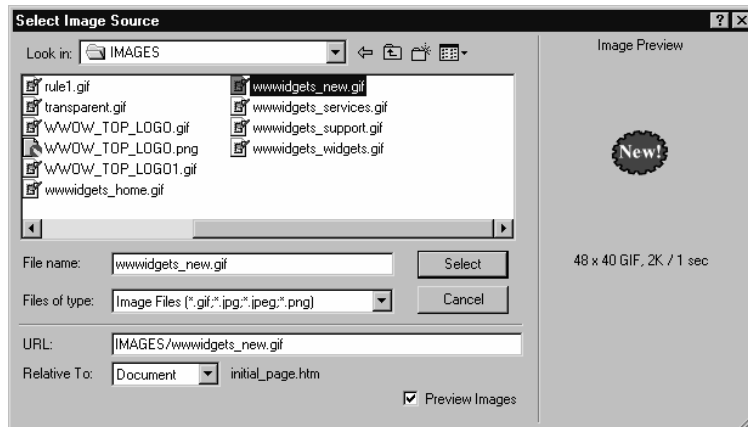 Select Image Source
Look in: IMAGES
Image Preview
rule1.gif
transparent.gif
WWOW_TOP_LOGO.gif
WWOW_TOP_LOGO.png
WWOW_TOP_LOGO1.gif
wwwidgets_home.gif
wwwidgets_new.gif
wwwidgets_services.gif
wwwidgets_support.gif
wwwidgets_widgets.gif
New!
File name: wwwidgets_new.gif Select
48 x 40 GIF, 2K / 1 sec
Files of type: Image Files (*.gif;*.jpg;*.jpeg;*.png) Cancel
URL: IMAGES/wwwidgets_new.gif
Relative To: Document initial_page.htm
Preview Images